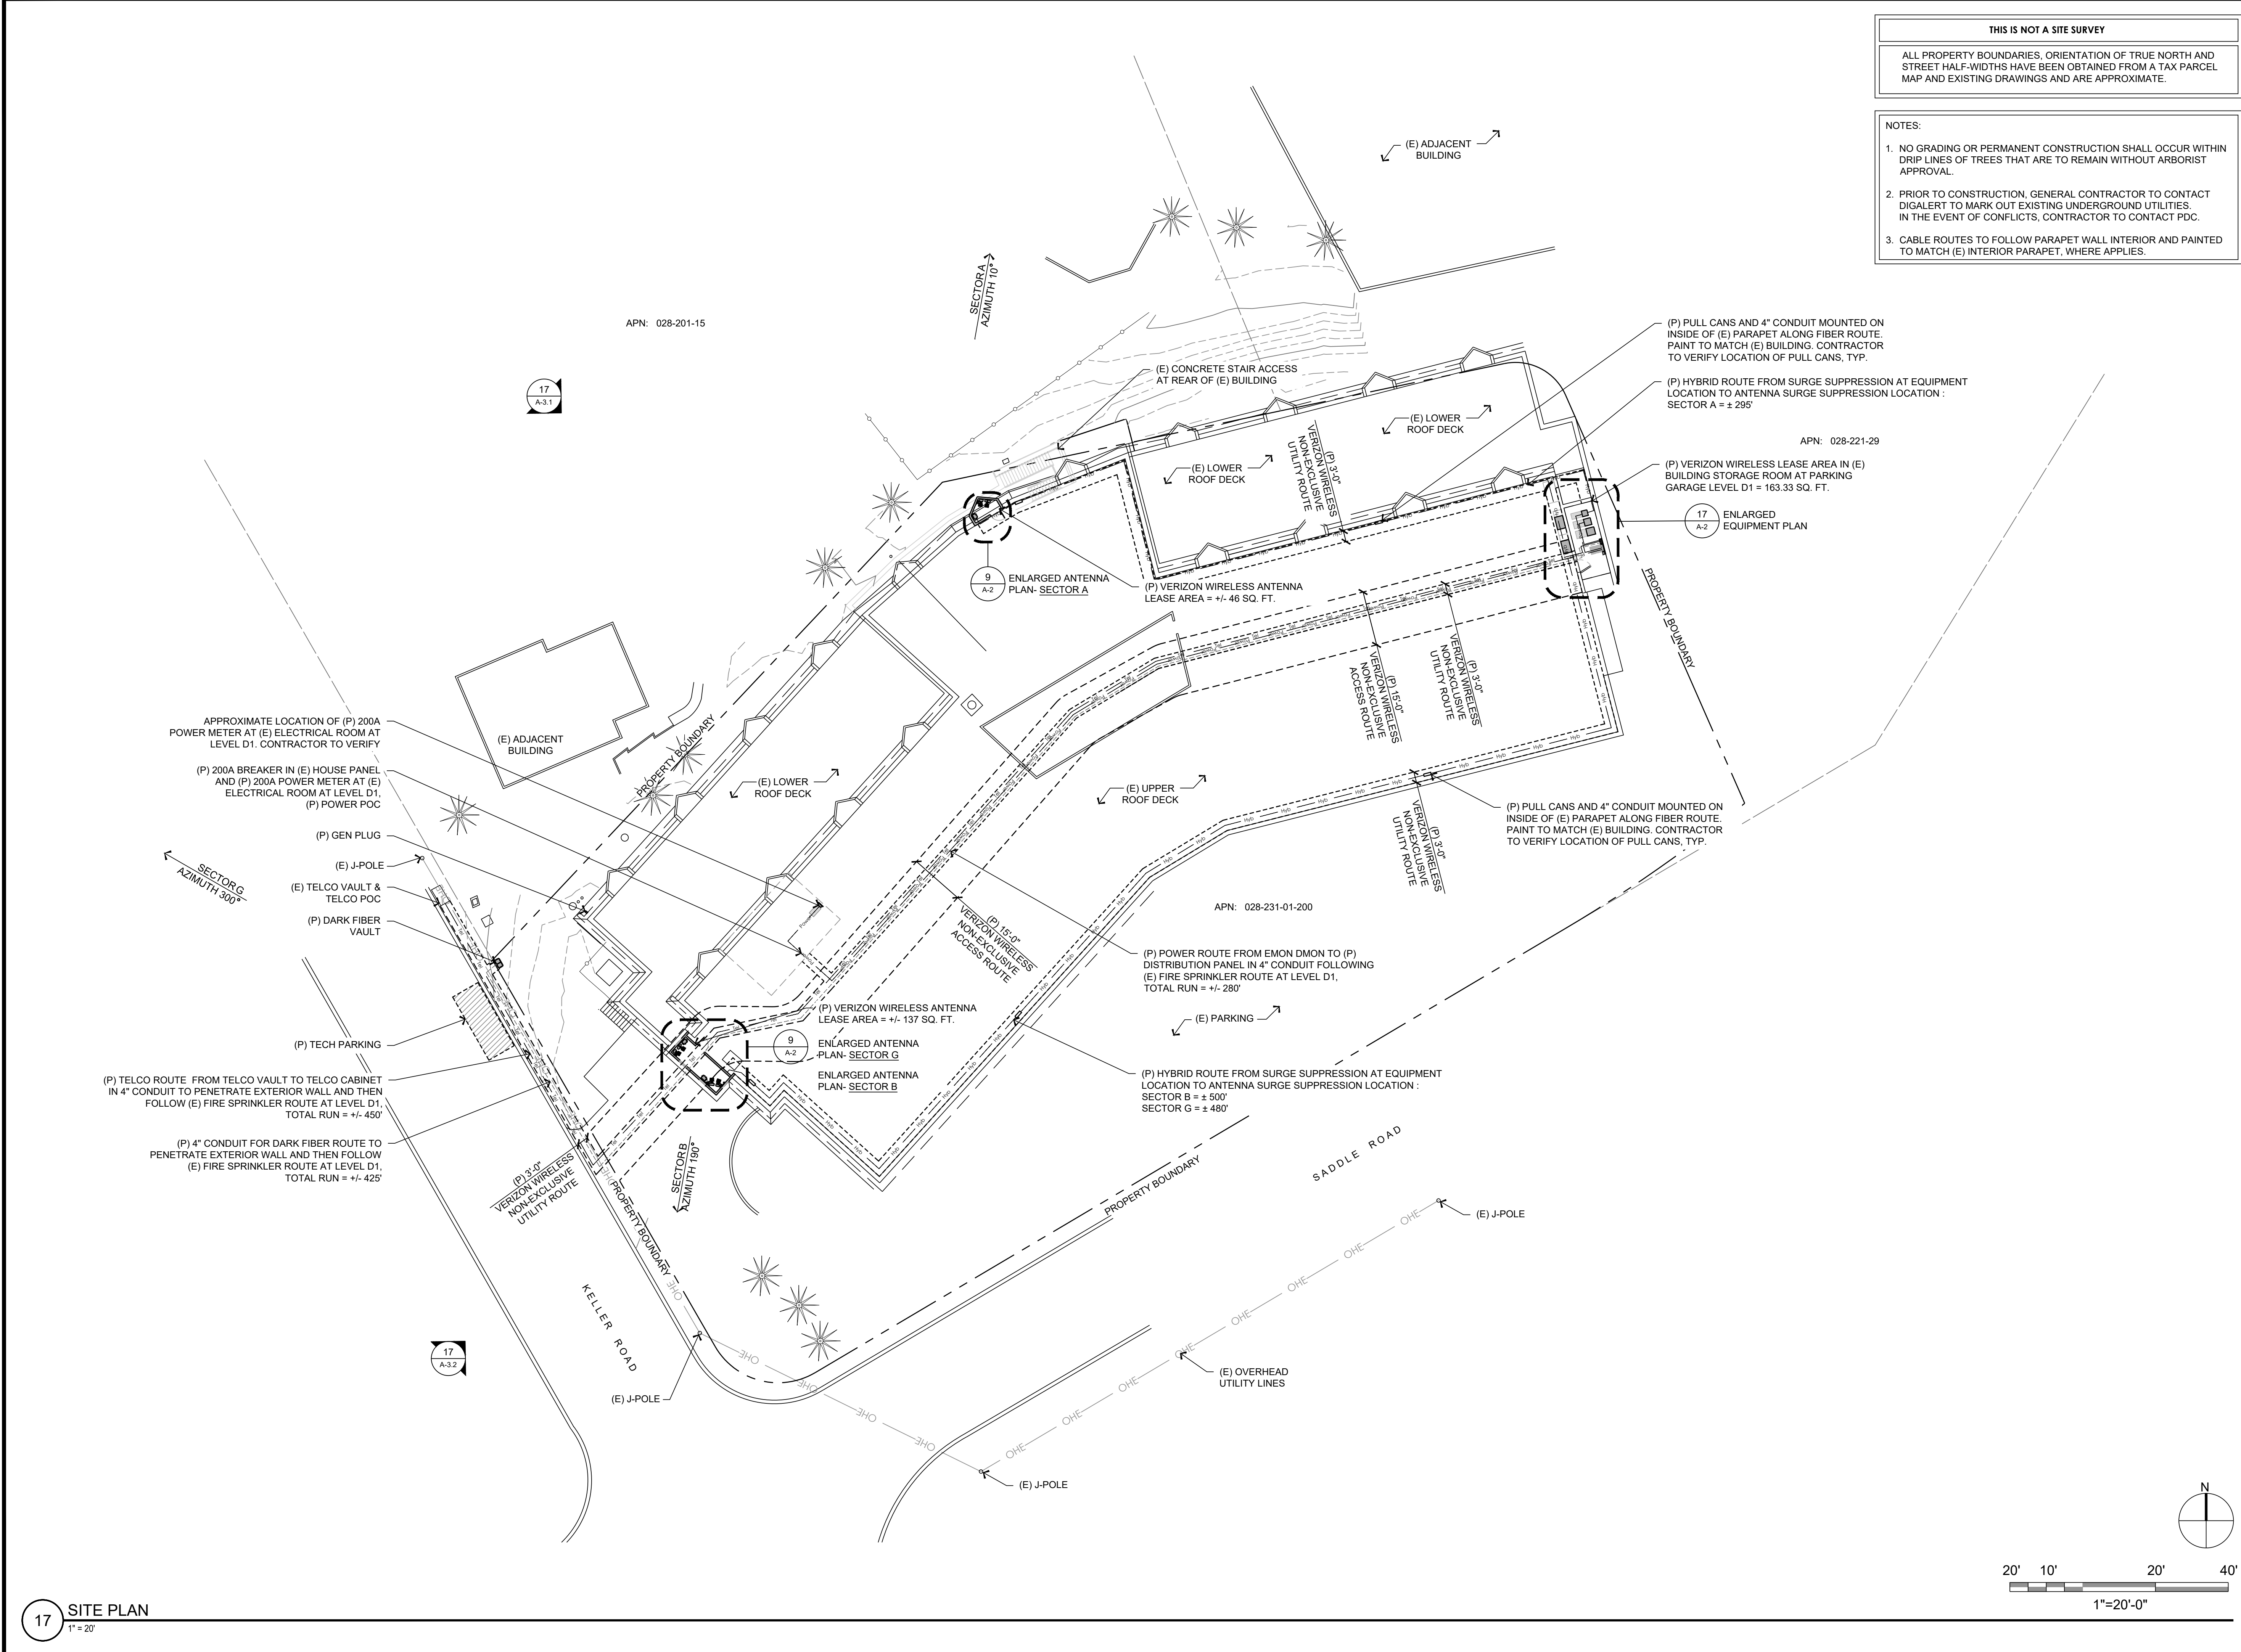 THIS IS NOT A SITE SURVEY
ALL PROPERTY BOUNDARIES, ORIENTATION OF TRUE NORTH AND
STREET HALF-WIDTHS HAVE BEEN OBTAINED FROM A TAX PARCEL
MAP AND EXISTING DRAWINGS AND ARE APPROXIMATE.
NOTES:
1. NO GRADING OR PERMANENT CONSTRUCTION SHALL OCCUR WITHIN
DRIP LINES OF TREES THAT ARE TO REMAIN WITHOUT ARBORIST
APPROVAL.
2. PRIOR TO CONSTRUCTION, GENERAL CONTRACTOR TO CONTACT
DIGALERT TO MARK OUT EXISTING UNDERGROUND UTILITIES.
IN THE EVENT OF CONFLICTS, CONTRACTOR TO CONTACT PDC.
3. CABLE ROUTES TO FOLLOW PARAPET WALL INTERIOR AND PAINTED
TO MATCH (E) INTERIOR PARAPET, WHERE APPLIES.
(E) ADJACENT
BUILDING
SECTOR A
AZIMUTH 10°
APN: 028-201-15
17
A-3.1
(E) CONCRETE STAIR ACCESS
AT REAR OF (E) BUILDING
(P) PULL CANS AND 4" CONDUIT MOUNTED ON
INSIDE OF (E) PARAPET ALONG FIBER ROUTE.
PAINT TO MATCH (E) BUILDING. CONTRACTOR
TO VERIFY LOCATION OF PULL CANS, TYP.
(P) HYBRID ROUTE FROM SURGE SUPPRESSION AT EQUIPMENT
LOCATION TO ANTENNA SURGE SUPPRESSION LOCATION :
SECTOR A = ± 295'
APN: 028-221-29
(P) VERIZON WIRELESS LEASE AREA IN (E)
BUILDING STORAGE ROOM AT PARKING
GARAGE LEVEL D1 = 163.33 SQ. FT.
17
A-2
ENLARGED
EQUIPMENT PLAN
(E) LOWER
ROOF DECK
(E) LOWER
ROOF DECK
(P) 3'-0"
VERIZON WIRELESS
NON-EXCLUSIVE
UTILITY ROUTE
9
A-2
ENLARGED ANTENNA
PLAN- SECTOR A
(P) VERIZON WIRELESS ANTENNA
LEASE AREA = +/- 46 SQ. FT.
PROPERTY BOUNDARY
(P) 15'-0"
VERIZON WIRELESS
NON-EXCLUSIVE
ACCESS ROUTE
(P) 3'-0"
VERIZON WIRELESS
NON-EXCLUSIVE
UTILITY ROUTE
APPROXIMATE LOCATION OF (P) 200A
POWER METER AT (E) ELECTRICAL ROOM AT
LEVEL D1. CONTRACTOR TO VERIFY
(P) 200A BREAKER IN (E) HOUSE PANEL
AND (P) 200A POWER METER AT (E)
ELECTRICAL ROOM AT LEVEL D1,
(P) POWER POC
(P) GEN PLUG
(E) J-POLE
(E) TELCO VAULT &
TELCO POC
(P) DARK FIBER
VAULT
(E) ADJACENT
BUILDING
PROPERTY BOUNDARY
(E) LOWER
ROOF DECK
(E) UPPER
ROOF DECK
(P) 3'-0"
VERIZON WIRELESS
NON-EXCLUSIVE
UTILITY ROUTE
(P) PULL CANS AND 4" CONDUIT MOUNTED ON
INSIDE OF (E) PARAPET ALONG FIBER ROUTE.
PAINT TO MATCH (E) BUILDING. CONTRACTOR
TO VERIFY LOCATION OF PULL CANS, TYP.
SECTOR G
AZIMUTH 300°
(P) 15'-0"
VERIZON WIRELESS
NON-EXCLUSIVE
ACCESS ROUTE
APN: 028-231-01-200
(P) POWER ROUTE FROM EMON DMON TO (P)
DISTRIBUTION PANEL IN 4" CONDUIT FOLLOWING
(E) FIRE SPRINKLER ROUTE AT LEVEL D1,
TOTAL RUN = +/- 280'
(E) PARKING
(P) VERIZON WIRELESS ANTENNA
LEASE AREA = +/- 137 SQ. FT.
9
A-2
ENLARGED ANTENNA
PLAN- SECTOR G
ENLARGED ANTENNA
PLAN- SECTOR B
(P) TECH PARKING
(P) TELCO ROUTE FROM TELCO VAULT TO TELCO CABINET
IN 4" CONDUIT TO PENETRATE EXTERIOR WALL AND THEN
FOLLOW (E) FIRE SPRINKLER ROUTE AT LEVEL D1,
TOTAL RUN = +/- 450'
(P) 4" CONDUIT FOR DARK FIBER ROUTE TO
PENETRATE EXTERIOR WALL AND THEN FOLLOW
(E) FIRE SPRINKLER ROUTE AT LEVEL D1,
TOTAL RUN = +/- 425'
(P) HYBRID ROUTE FROM SURGE SUPPRESSION AT EQUIPMENT
LOCATION TO ANTENNA SURGE SUPPRESSION LOCATION :
SECTOR B = ± 500'
SECTOR G = ± 480'
(P) 3'-0"
VERIZON WIRELESS
NON-EXCLUSIVE
UTILITY ROUTE
SECTOR B
AZIMUTH 190°
PROPERTY BOUNDARY
PROPERTY BOUNDARY
SADDLE ROAD
KELLER ROAD
(E) J-POLE
OHE
OHE
OHE
OHE
OHE
OHE
OHE
OHE
OHE
OHE
OHE
OHE
OHE
17
A-3.2
(E) J-POLE
(E) OVERHEAD
UTILITY LINES
(E) J-POLE
N
20' 10' 20' 40'
1"=20'-0"
17
SITE PLAN
1" = 20'